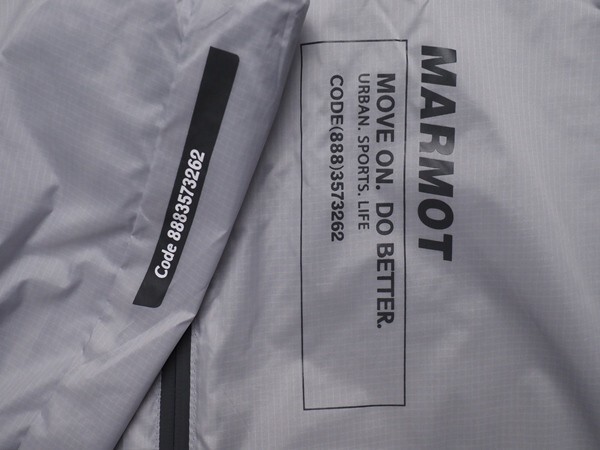 Code 8883573262
MARMOT
MOVE ON. DO BETTER.
URBAN. SPORTS. LIFE
CODE(888)3573262